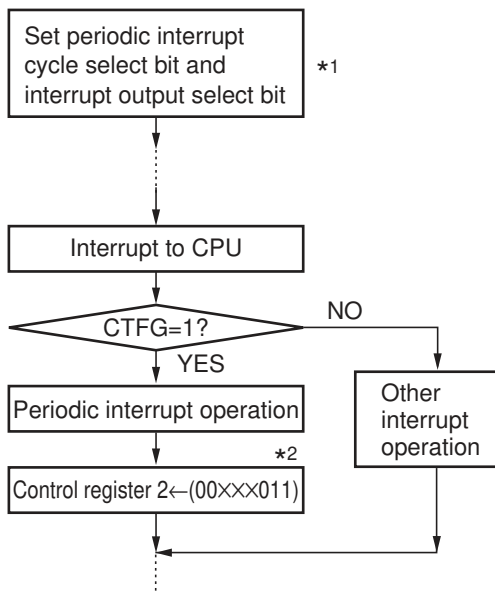 Set periodic interrupt
cycle select bit and
interrupt output select bit
*1
Interrupt to CPU
CTFG=1?
NO
YES
Periodic interrupt operation
Other
interrupt
operation
*2
Control register 2←(00×××011)